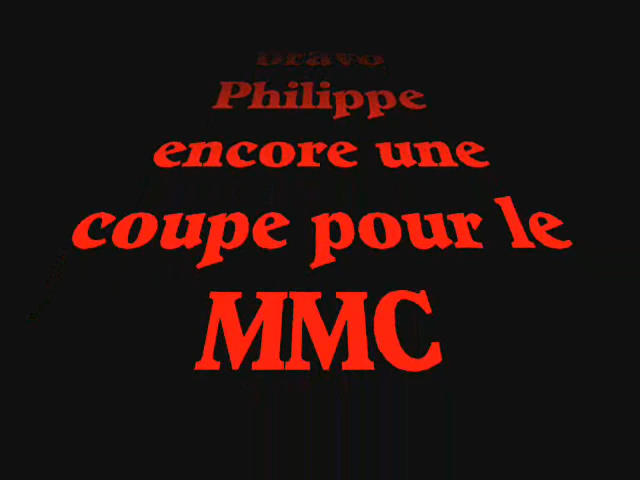 bravo
Philippe
encore une
coupe pour le
MMC